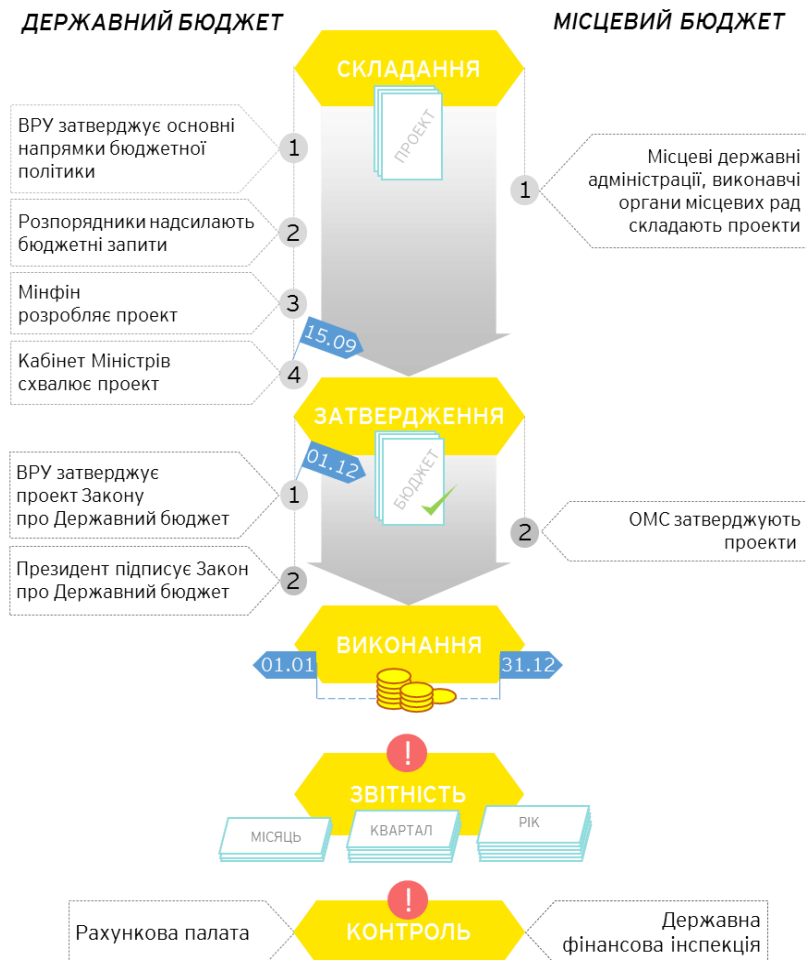 ДЕРЖАВНИЙ БЮДЖЕТ
МІСЦЕВИЙ БЮДЖЕТ
СКЛАДАННЯ
ПРОЕКТ
ВРУ затверджує основні
напрямки бюджетної
політики
1
Розпорядники надсилають
бюджетні запити
2
Мінфін
розробляє проект
3
15.09
Кабінет Міністрів
схвалює проект
4
1
Місцеві державні
адміністрації, виконавчі
органи місцевих рад
складають проекти
ЗАТВЕРДЖЕННЯ
01.12
БЮДЖЕТ
ВРУ затверджує
проект Закону
про Державний бюджет
1
Президент підписує Закон
про Державний бюджет
2
2
ОМС затверджують
проекти
ВИКОНАННЯ
01.01
31.12
!
ЗВІТНІСТЬ
МІСЯЦЬ
КВАРТАЛ
РІК
!
КОНТРОЛЬ
Рахункова палата
Державна
фінансова інспекція